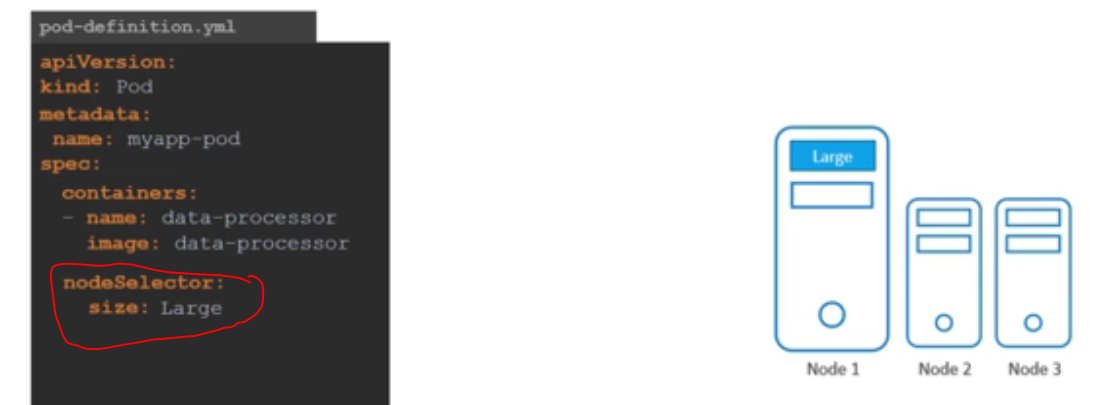 pod-definition.yml
apiVersion:
kind: Pod
metadata:
name: myapp-pod
spec:
containers:
- name: data-processor
image: data-processor
nodeSelector:
size: Large
Large
Node 1
Node 2
Node 3